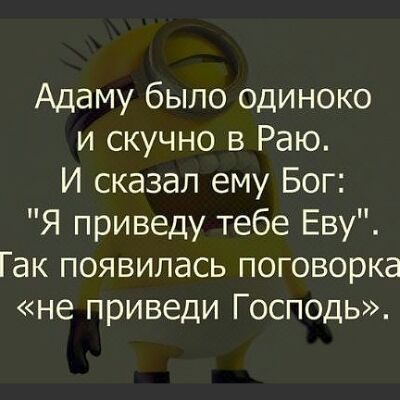 Адаму было одиноко
и скучно в Раю.
И сказал ему Бог:
"Я приведу тебе Еву".
Так появилась поговорка
«не приведи Господь».